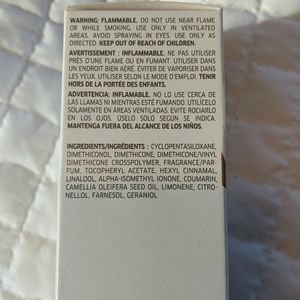 WARNING: FLAMMABLE. DO NOT USE NEAR FLAME
OR WHILE SMOKING. USE ONLY IN VENTILATED
AREAS. AVOID SPRAYING IN EYES. USE ONLY AS
DIRECTED. KEEP OUT OF REACH OF CHILDREN.
AVERTISSEMENT : INFLAMMABLE. NE PAS UTILISER
PRÈS D'UNE FLAME OU EN FUMANT. UTILISER
DANS UN ENDROIT BIEN AÉRÉ. ÉVITER DE VAPORISER DANS
LES YEUX. UTILISER SELON LE MODE D'EMPLOI. TENIR
HORS DE LA PORTÉE DES ENFANTS.
ADVERTENCIA: INFLAMABLE. NO LO USE CERCA DE
LAS LLAMAS NI MIENTRAS ESTÉ FUMANDO. UTILÍCELO
SOLAMENTE EN ÁREAS VENTILADAS. EVITE ROCIARLO
EN LOS OJOS. ÚSELO SOLO SEGÚN SE INDICA.
MANTENGA FUERA DEL ALCANCE DE LOS NIÑOS.
INGREDIENTS/INGRÉDIENTS : CYCLOPENTASILOXANE,
DIMETHICONOL, DIMETHICONE, DIMETHICONE/VINYL
DIMETHICONE CROSSPOLYMER, FRAGRANCE/PAR-
FUM, TOCOPHERYL ACETATE, HEXYL CINNAMAL,
LINALOOL, ALPHA-ISOMETHYL IONONE, COUMARIN,
CAMELLIA OLEIFERA SEED OIL, LIMONENE, CITRO-
NELLOL, FARNESOL, GERANIOL